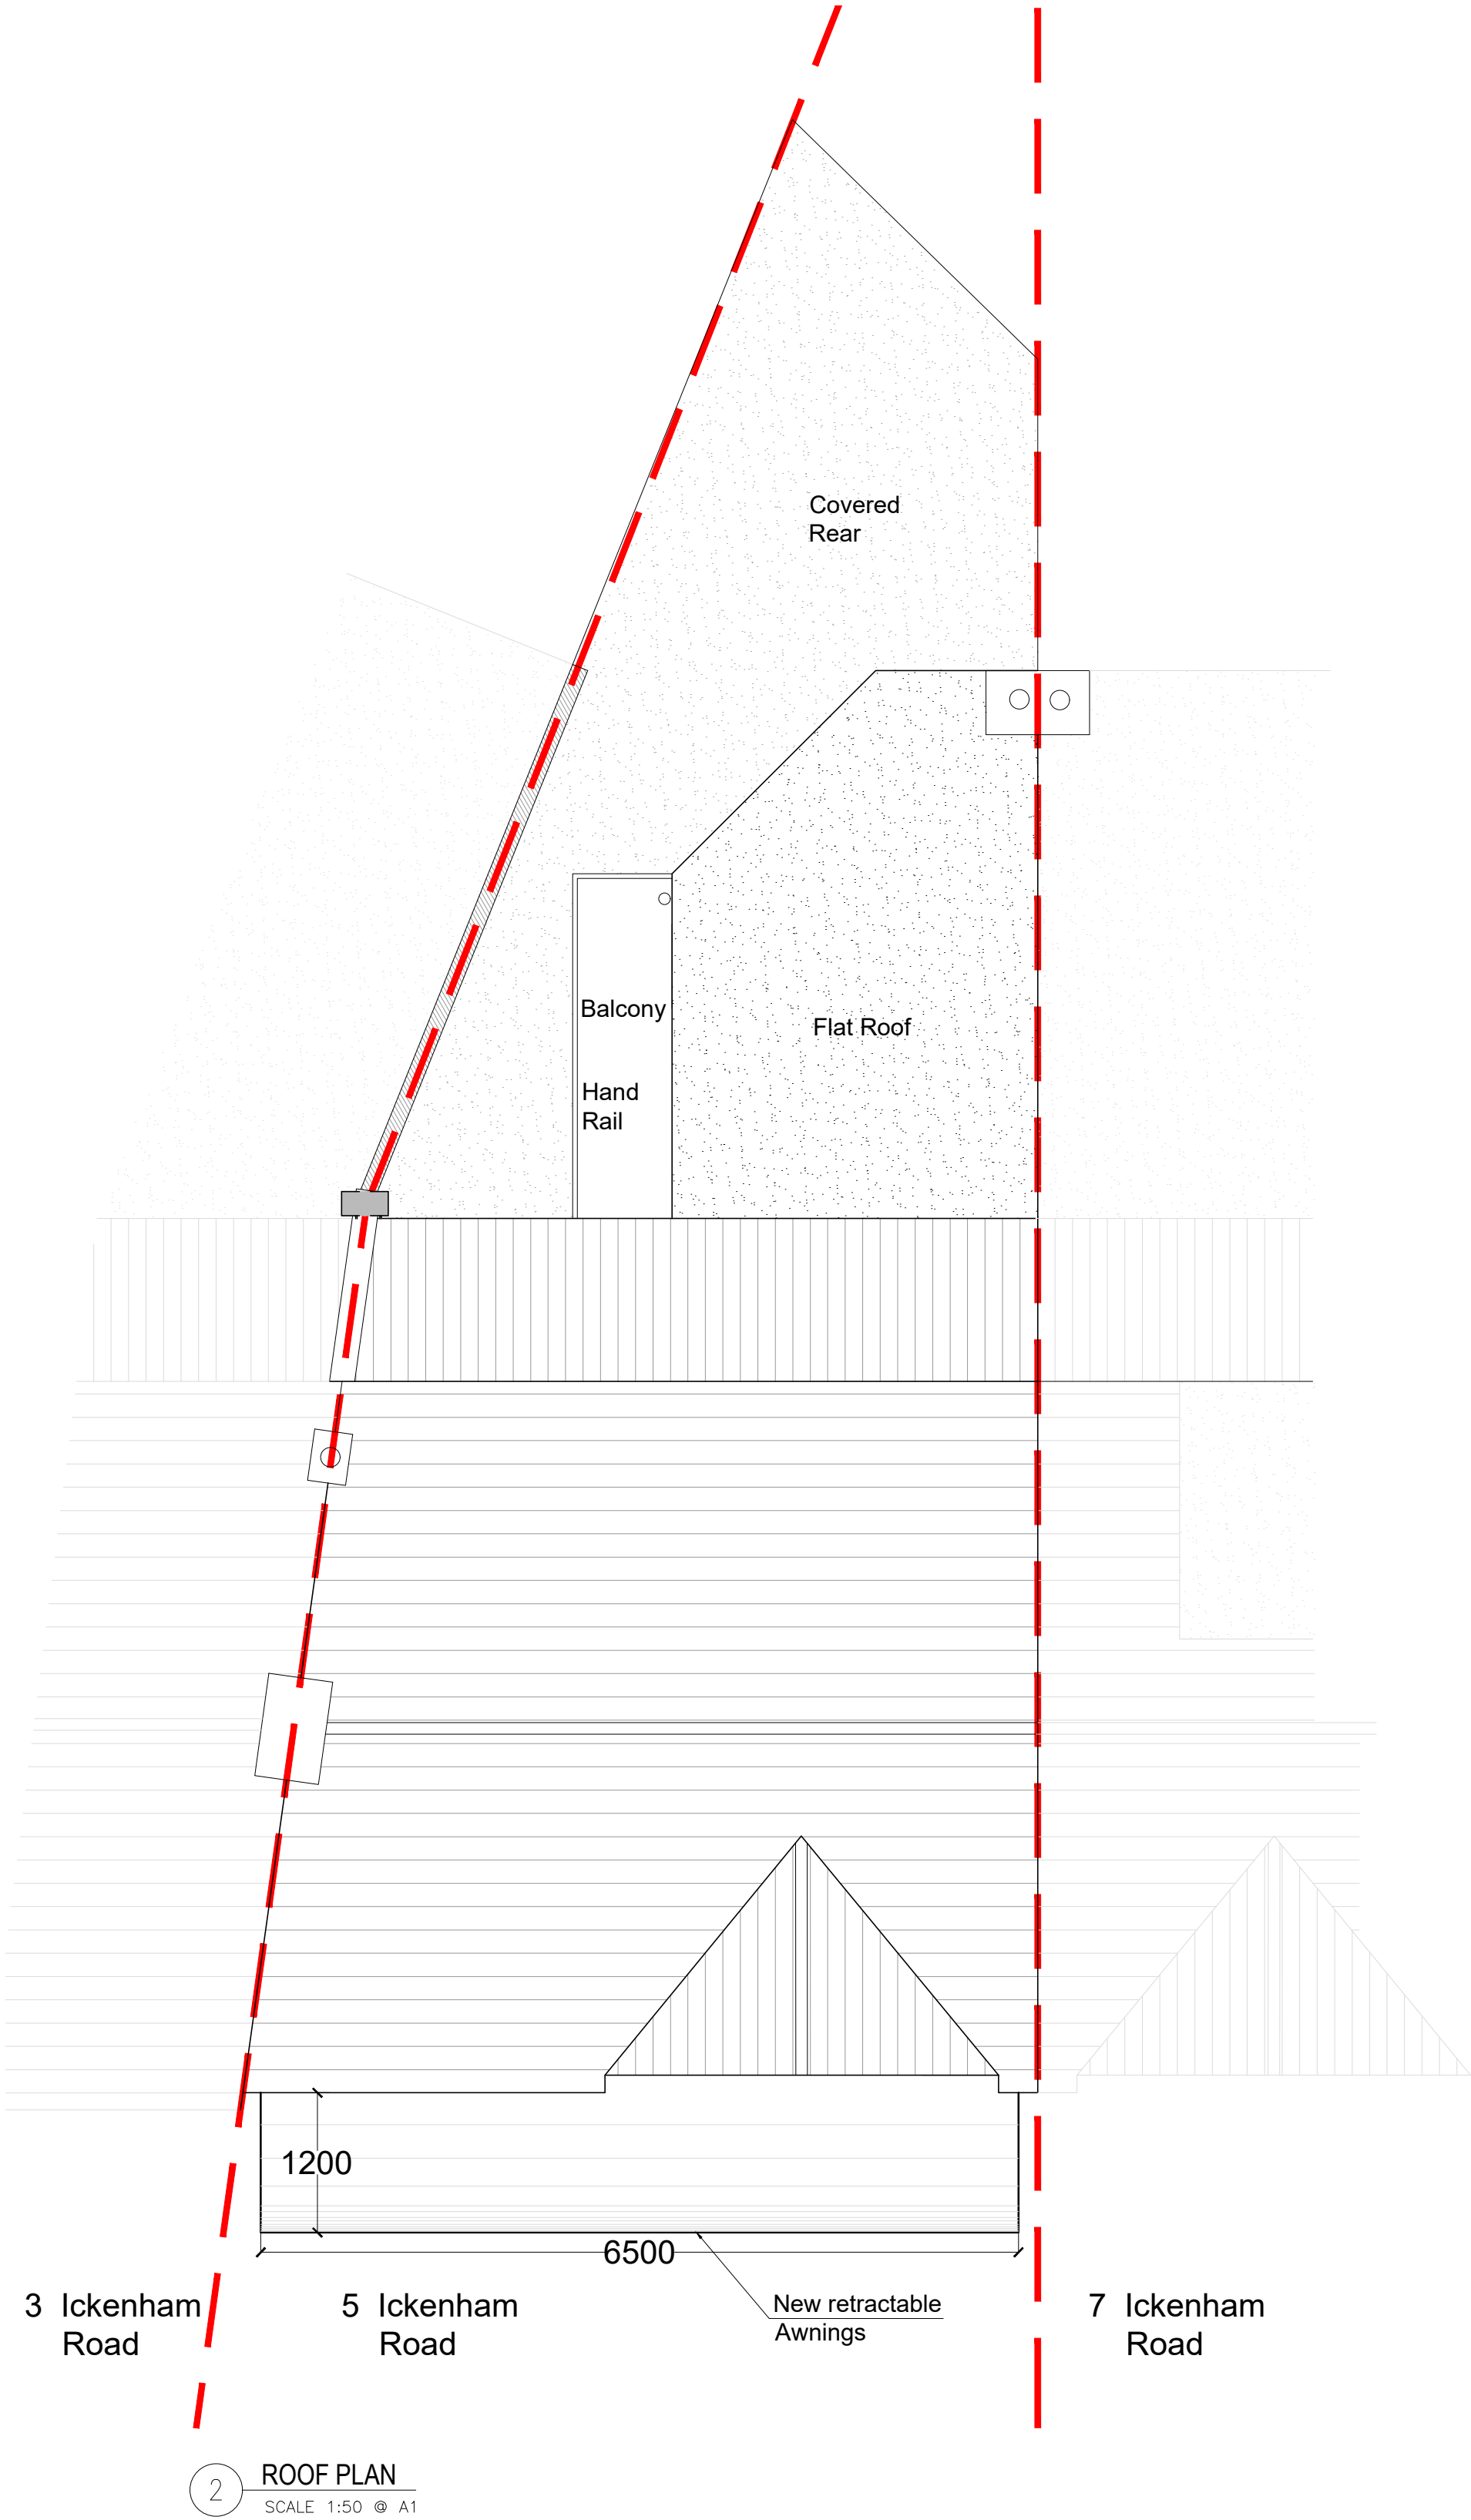 Covered
Rear
Balcony
Flat Roof
Hand
Rail
1200
6500
3 Ickenham
Road
5 Ickenham
Road
New retractable
Awnings
7 Ickenham
Road
2
ROOF PLAN
SCALE 1:50 @ A1